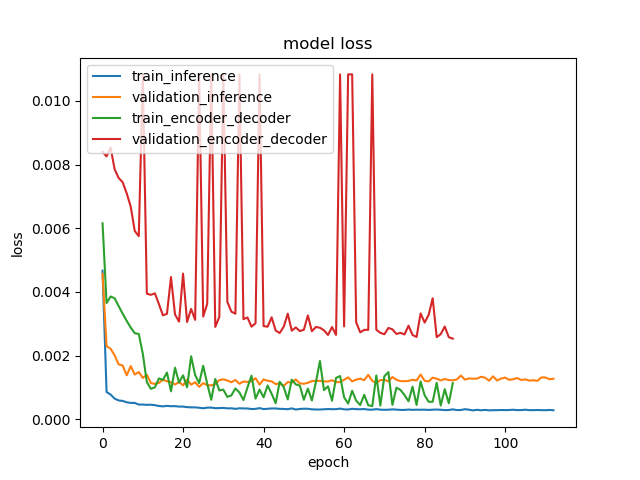 model loss
train_inference
validation_inference
train_encoder_decoder
validation_encoder_decoder
0.010
0.008
0.006
0.004
0.002
0.000
loss
0 20 40 60 80 100
epoch